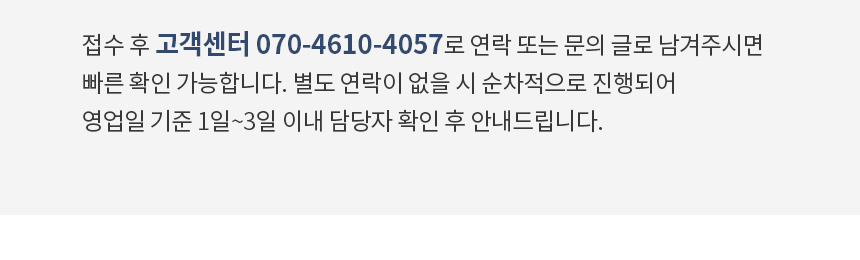 접수 후 고객센터 070-4610-4057로 연락 또는 문의 글로 남겨주시면
빠른 확인 가능합니다. 별도 연락이 없을 시 순차적으로 진행되어
영업일 기준 1일~3일 이내 담당자 확인 후 안내드립니다.